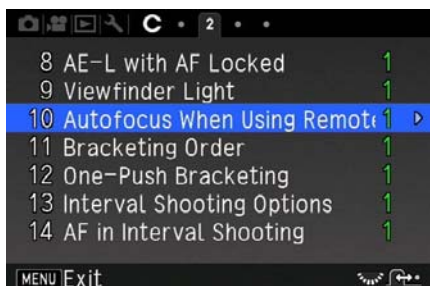 C • 2 • •
8 AE-L with AF Locked 1
9 Viewfinder Light 1
10 Autofocus When Using Remote 1
11 Bracketing Order 1
12 One-Push Bracketing 1
13 Interval Shooting Options 1
14 AF in Interval Shooting 1
MENU Exit